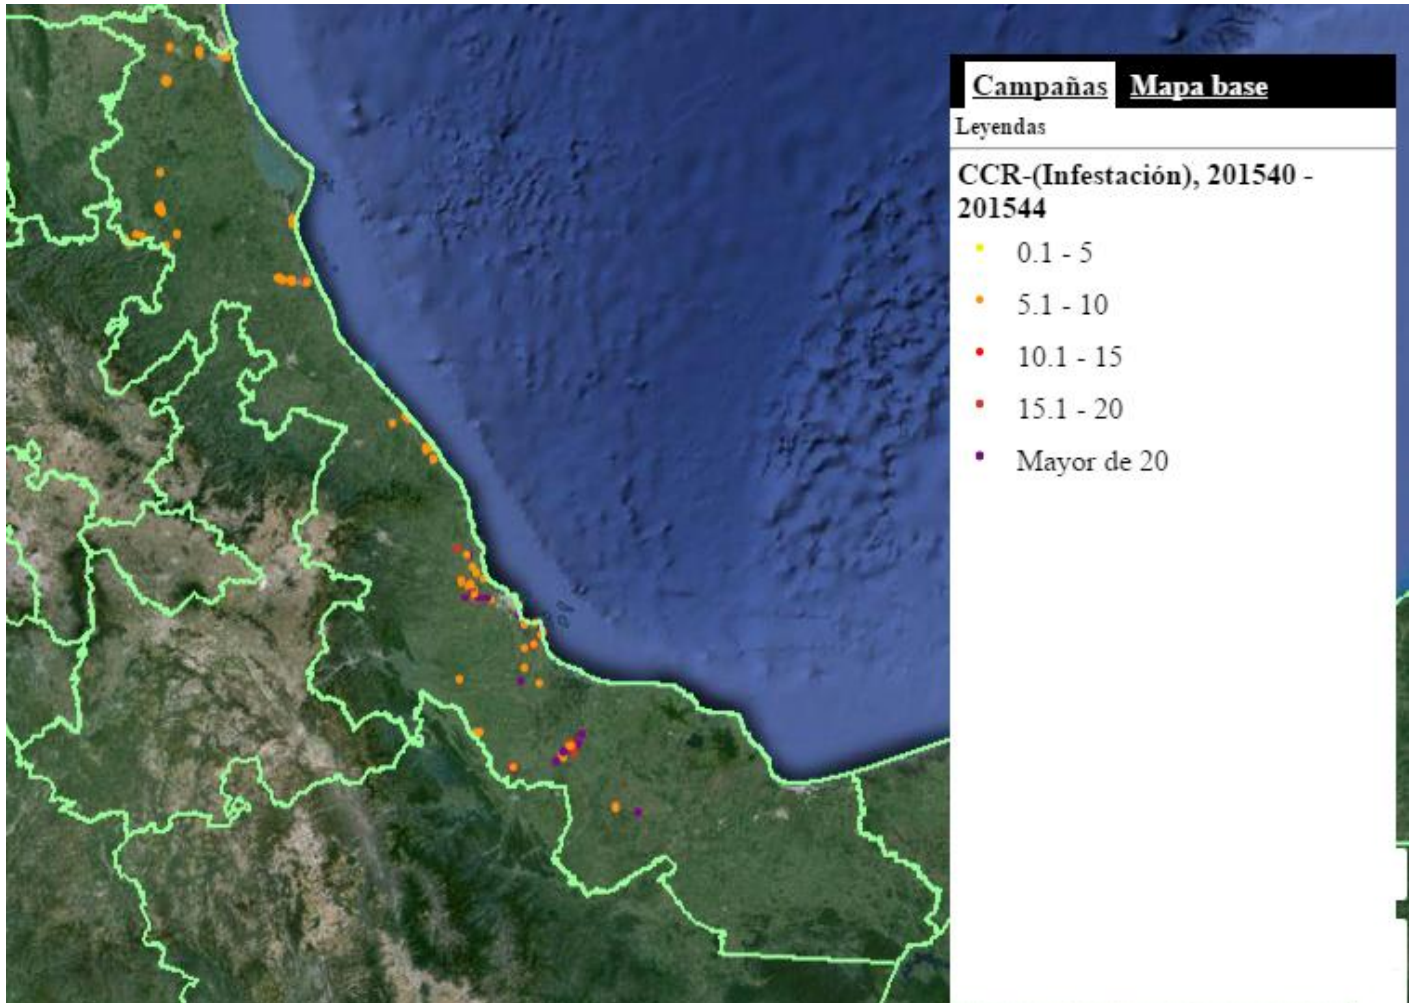 Campañas Mapa base
Leyendas
CCR-(Infestación), 201540 -
201544
0.1 - 5
5.1 - 10
10.1 - 15
15.1 - 20
Mayor de 20